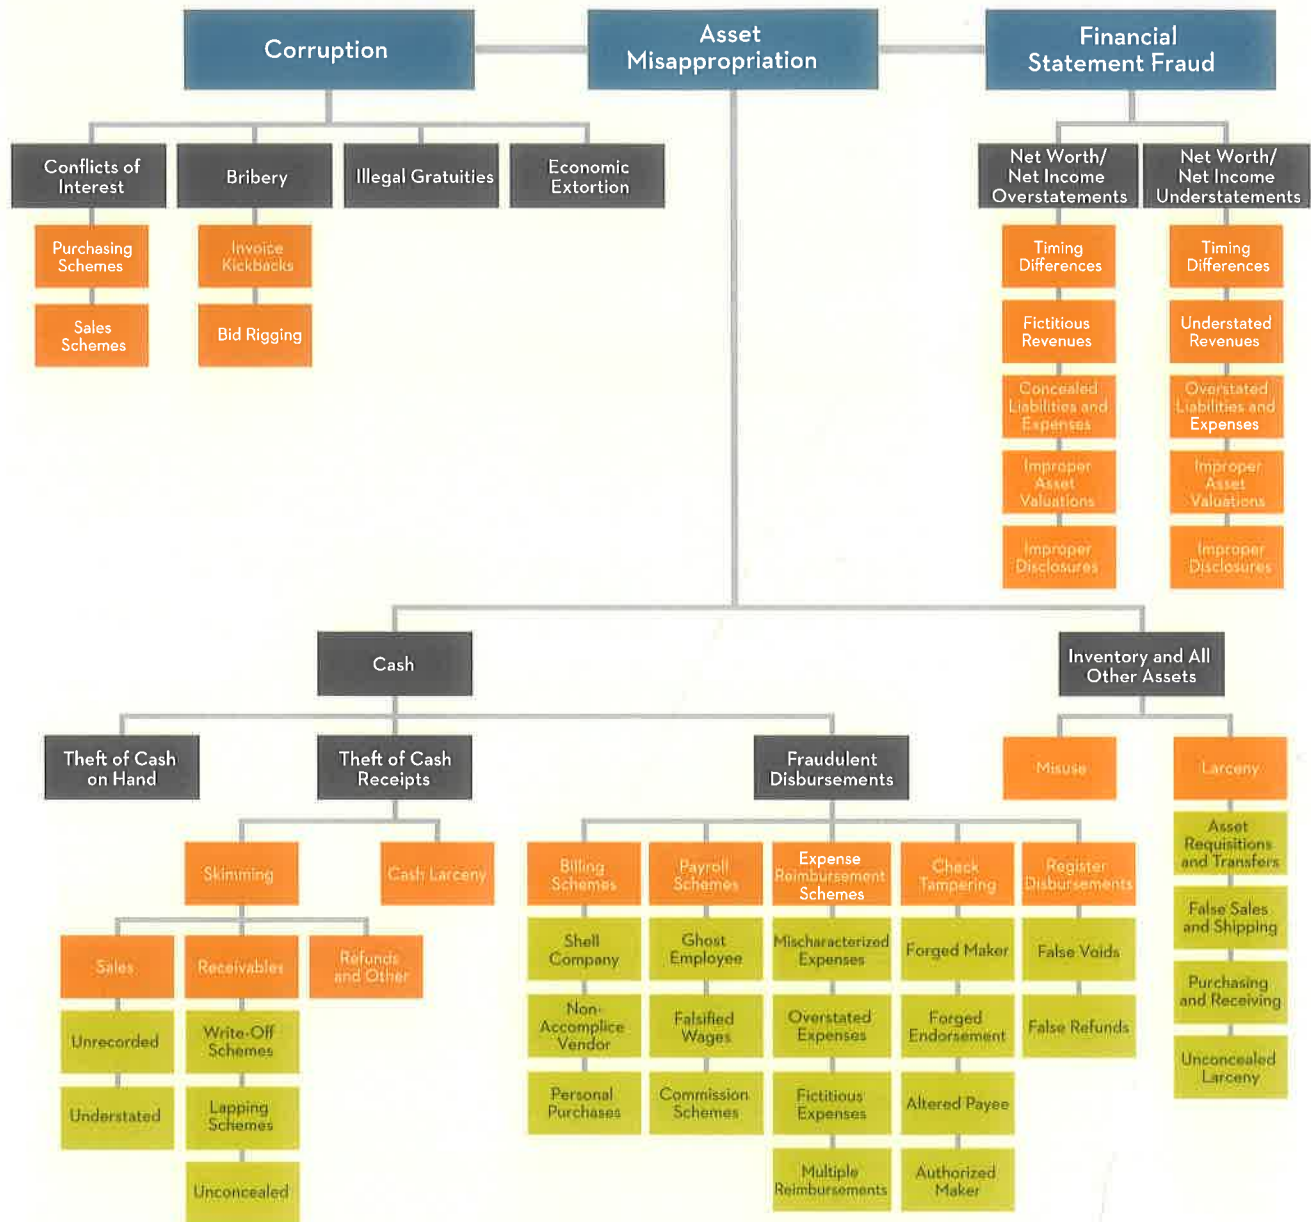 Corruption
Asset
Misappropriation
Financial
Statement Fraud
Conflicts of
Interest
Bribery
Illegal Gratuities
Economic
Extortion
Net Worth/
Net Income
Overstatements
Net Worth/
Net Income
Understatements
Purchasing
Schemes
Sales
Schemes
Invoice
Kickbacks
Bid Rigging
Timing
Differences
Fictitious
Revenues
Concealed
Liabilities and
Expenses
Improper
Asset
Valuations
Improper
Disclosures
Timing
Differences
Understated
Revenues
Overstated
Liabilities and
Expenses
Improper
Asset
Valuations
Improper
Disclosures
Cash
Inventory and All
Other Assets
Theft of Cash
on Hand
Theft of Cash
Receipts
Fraudulent
Disbursements
Misuse
Larceny
Skimming
Cash Larceny
Sales
Receivables
Refunds
and Other
Unrecorded
Understated
Write-Off
Schemes
Lapping
Schemes
Unconcealed
Billing
Schemes
Shell
Company
Non-
Accomplice
Vendor
Personal
Purchases
Payroll
Schemes
Ghost
Employee
Falsified
Wages
Commission
Schemes
Expense
Reimbursement
Schemes
Mischaracterized
Expenses
Overstated
Expenses
Fictitious
Expenses
Multiple
Reimbursements
Check
Tampering
Forged Maker
Forged
Endorsement
Altered Payee
Authorized
Maker
Register
Disbursements
False Voids
False Refunds
Asset
Requisitions
and Transfers
False Sales
and Shipping
Purchasing
and Receiving
Unconcealed
Larceny